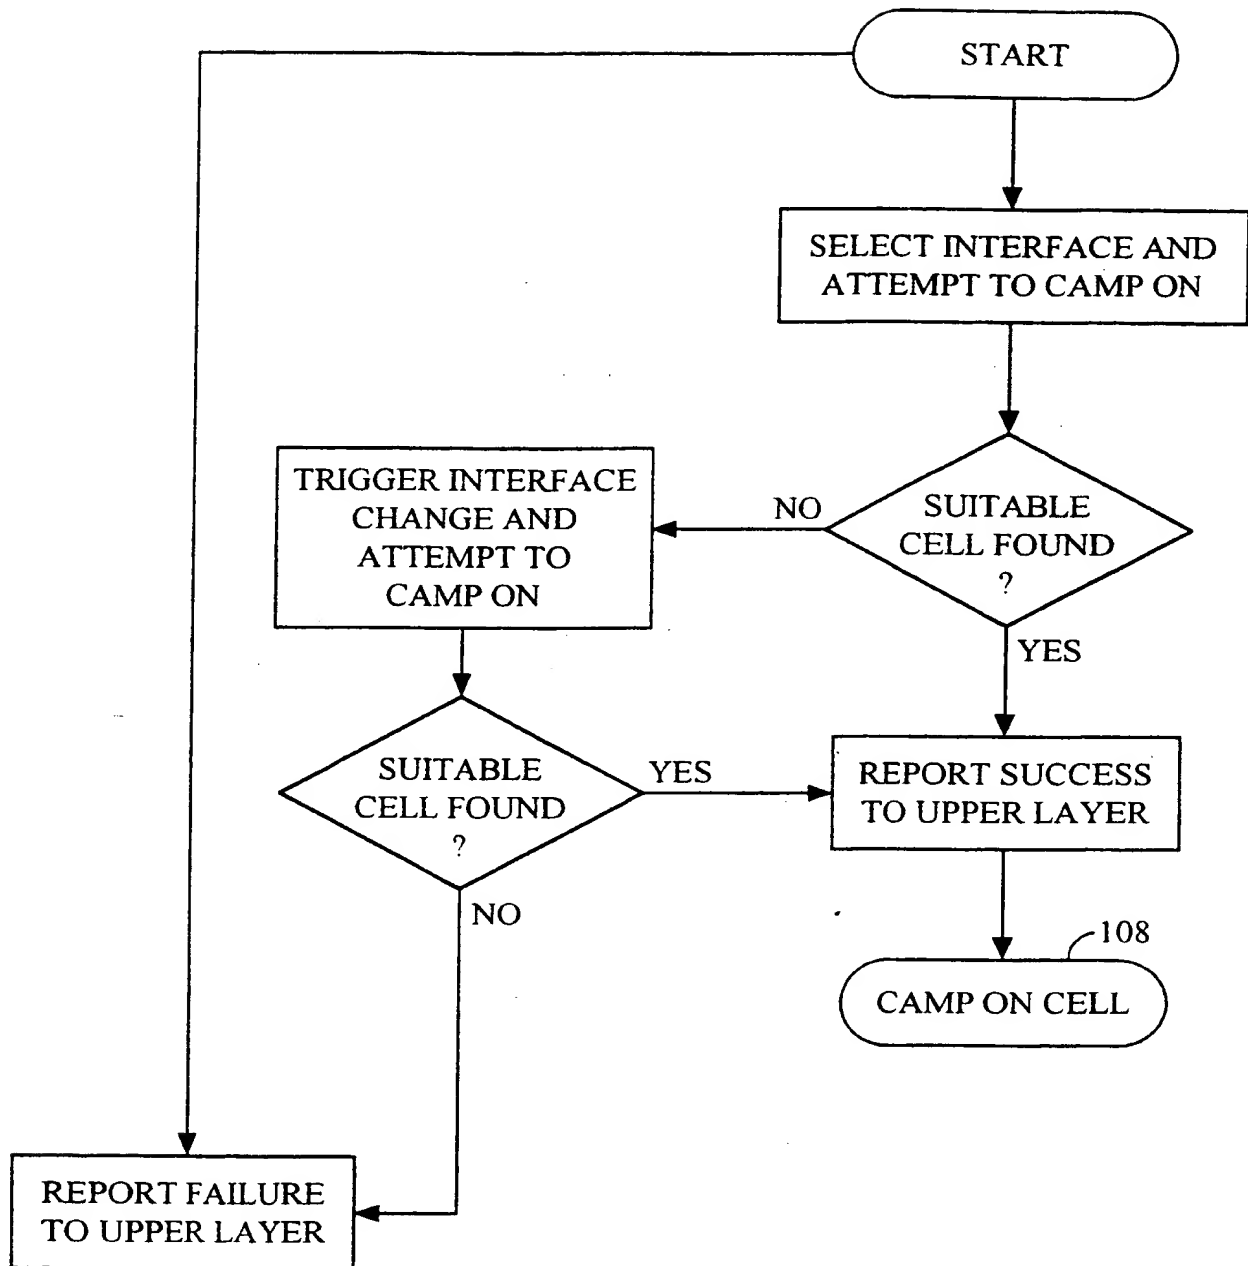 START
SELECT INTERFACE AND
ATTEMPT TO CAMP ON
TRIGGER INTERFACE
CHANGE AND
ATTEMPT TO
CAMP ON
NO
SUITABLE
CELL FOUND
?
YES
SUITABLE
CELL FOUND
?
YES
REPORT SUCCESS
TO UPPER LAYER
NO
108
CAMP ON CELL
REPORT FAILURE
TO UPPER LAYER